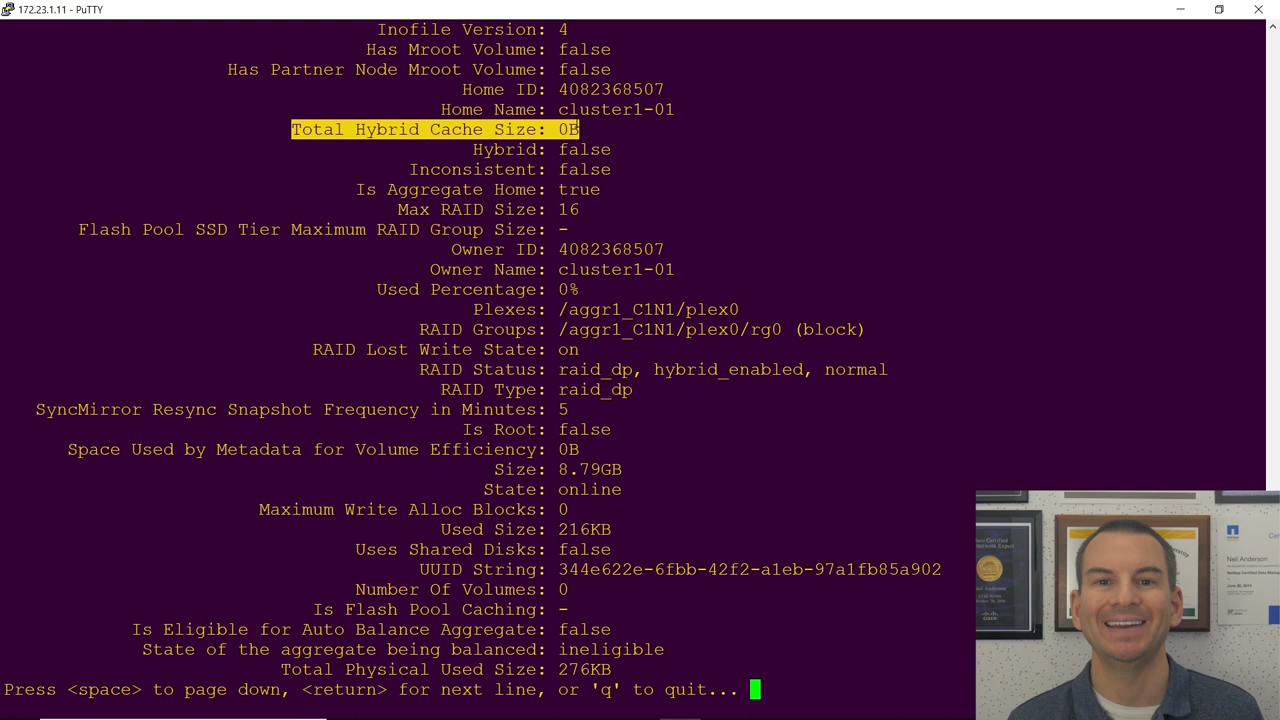 172.23.1.11 - PuTTY
Inofile Version: 4
Has Mroot Volume: false
Has Partner Node Mroot Volume: false
Home ID: 4082368507
Home Name: cluster1-01
Total Hybrid Cache Size: 0B
Hybrid: false
Inconsistent: false
Is Aggregate Home: true
Max RAID Size: 16
Flash Pool SSD Tier Maximum RAID Group Size: -
Owner ID: 4082368507
Owner Name: cluster1-01
Used Percentage: 0%
Plexes: /aggr1_C1N1/plex0
RAID Groups: /aggr1_C1N1/plex0/rg0 (block)
RAID Lost Write State: on
RAID Status: raid_dp, hybrid_enabled, normal
RAID Type: raid_dp
SyncMirror Resync Snapshot Frequency in Minutes: 5
Is Root: false
Space Used by Metadata for Volume Efficiency: 0B
Size: 8.79GB
State: online
Maximum Write Alloc Blocks: 0
Used Size: 216KB
Uses Shared Disks: false
UUID String: 344e622e-6fbb-42f2-a1eb-97a1fb85a902
Number Of Volumes: 0
Is Flash Pool Caching: -
Is Eligible for Auto Balance Aggregate: false
State of the aggregate being balanced: ineligible
Total Physical Used Size: 276KB
Press <space> to page down, <return> for next line, or 'q' to quit...
Neil Anderson